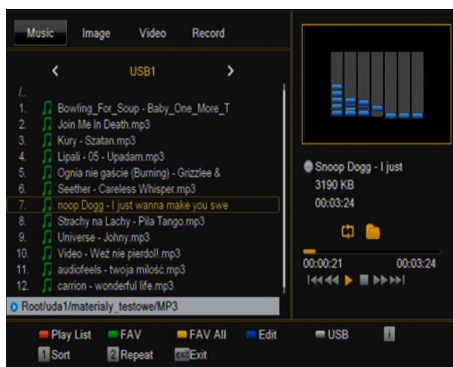 Music Image Video Record
USB1
/..
1. Bowling_For_Soup - Baby_One_More_T
2. Join Me In Death.mp3
3. Kury - Szatan.mp3
4. Lipali - 05 - Upadam.mp3
5. Ognia nie gaście (Burning) - Grizzlee &
6. Seether - Careless Whisper.mp3
7. noop Dogg - I just wanna make you swe
8. Strachy na Lachy - Pila Tango.mp3
9. Universe - Johny.mp3
10. Video - Weź nie pierdol!.mp3
11. audiofeels - twoja miłość.mp3
12. carrion - wonderful life.mp3
Root/uda1/materialy_testowe/MP3
Snoop Dogg - I just
3190 KB
00:03:24
00:00:21 00:03:24
Play List FAV FAV All Edit USB i
1 Sort 2 Repeat exit Exit